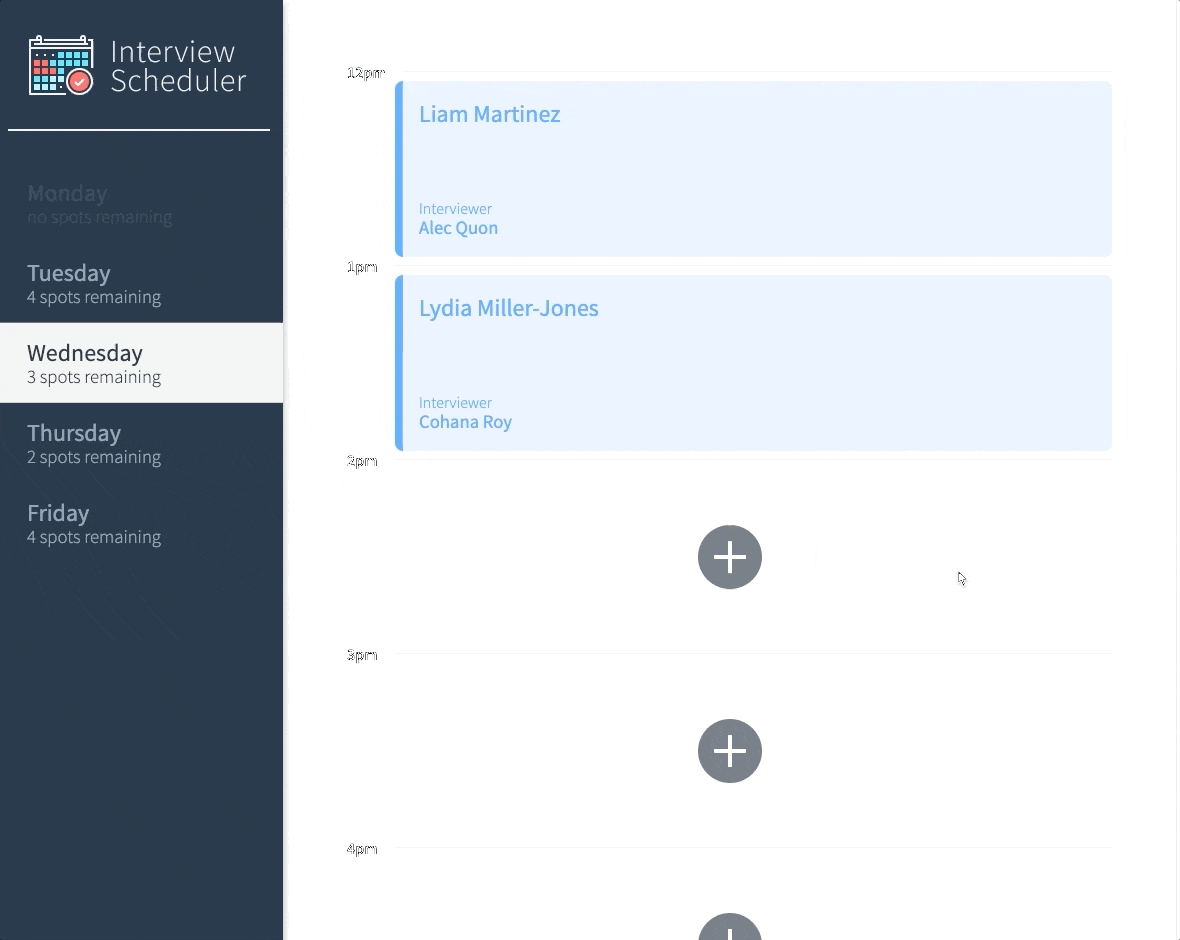 Interview
Scheduler
Monday
no spots remaining
Tuesday
4 spots remaining
Wednesday
3 spots remaining
Thursday
2 spots remaining
Friday
4 spots remaining
12pm
Liam Martinez
Interviewer
Alec Quon
1pm
Lydia Miller-Jones
Interviewer
Cohana Roy
2pm
3pm
4pm